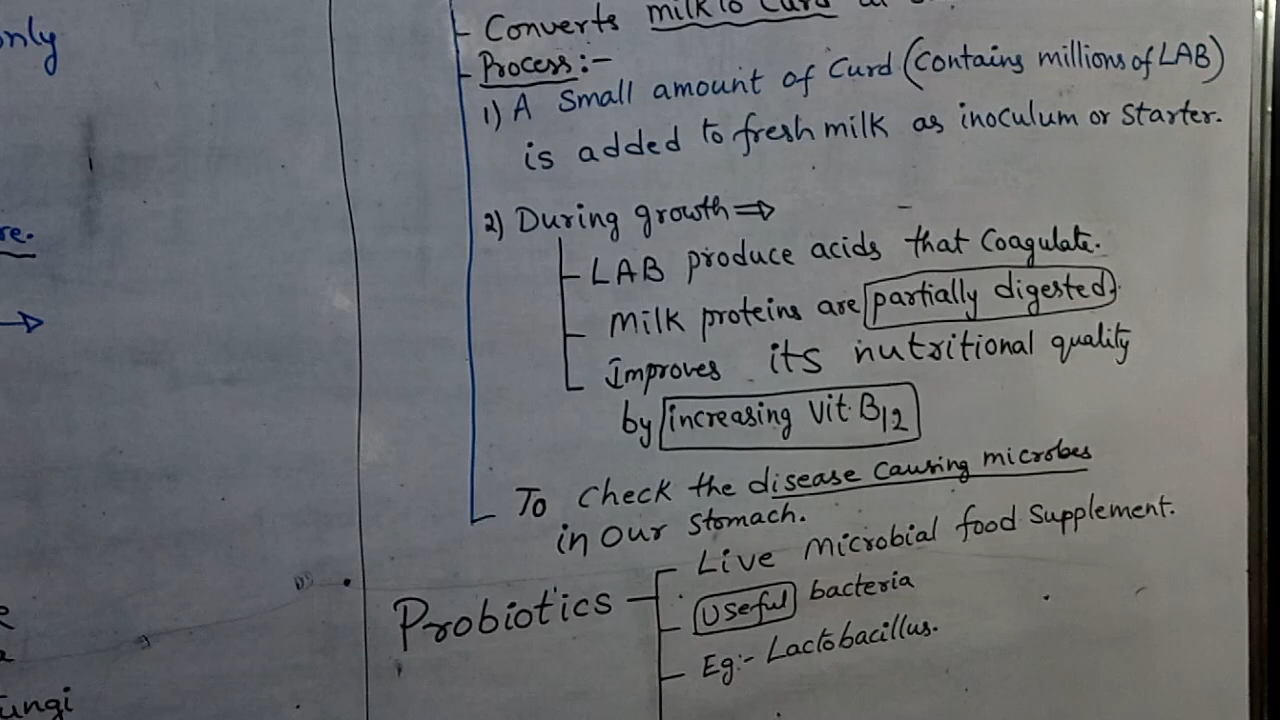 only
re.
ungi
Converts milk to Curd
Process:-
1) A Small amount of Curd (Contains millions of LAB)
is added to fresh milk as inoculum or Starter.
2) During growth ⇒
LAB produce acids that Coagulate.
Milk proteins are partially digested.
Improves its nutritional quality
by increasing Vit. B12
To Check the disease Causing microbes
in Our Stomach.
Probiotics
Live Microbial food Supplement.
Useful bacteria
Eg:- Lactobacillus.